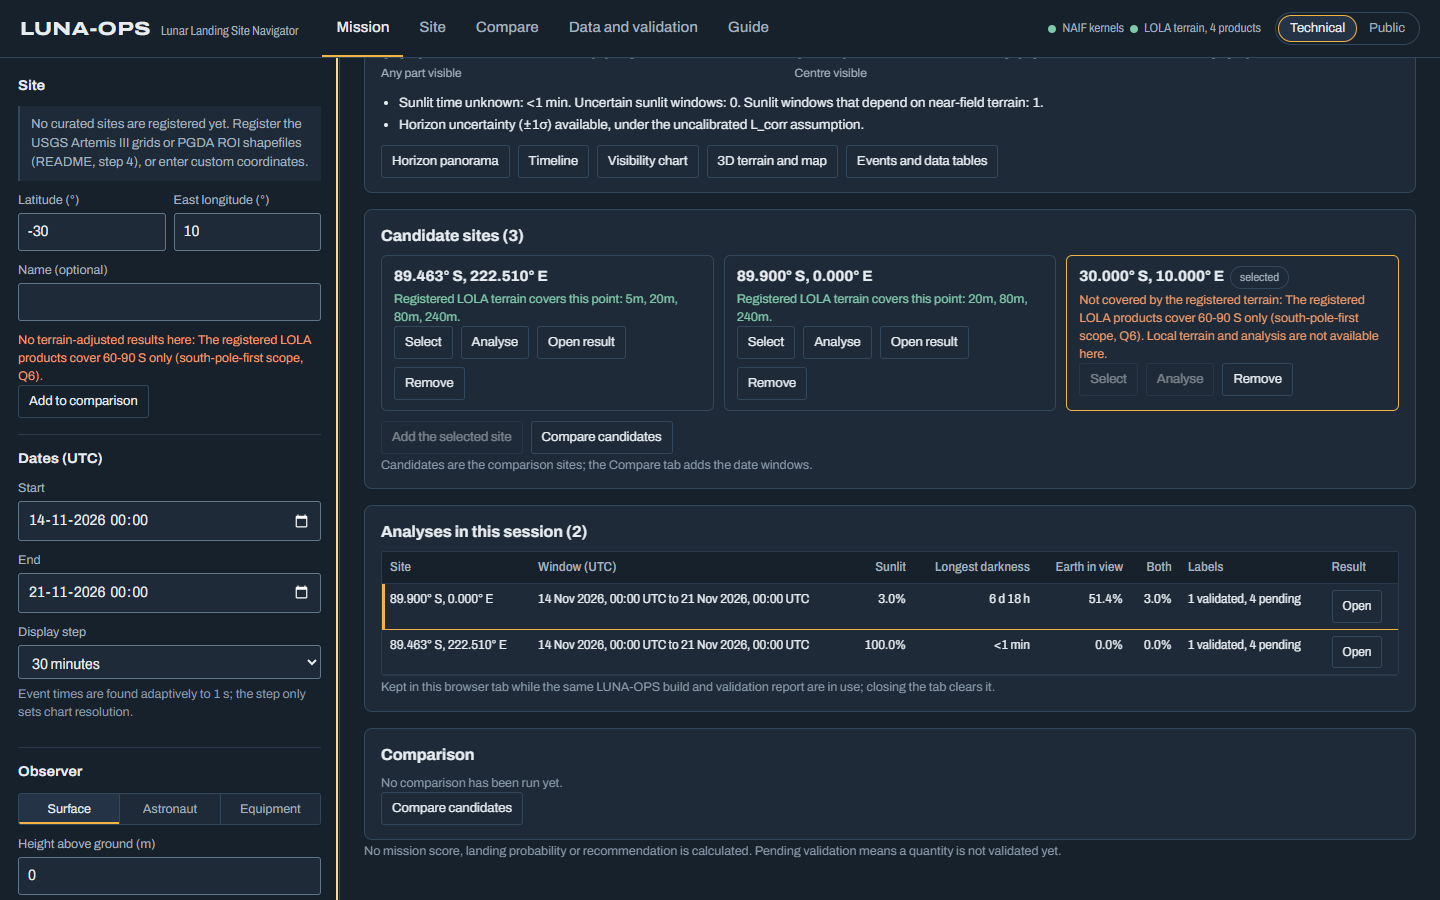 LUNA-OPS Lunar Landing Site Navigator
Mission Site Compare Data and validation Guide
NAIF kernels LOLA terrain, 4 products
Technical Public
Site
No curated sites are registered yet. Register the
USGS Artemis III grids or PGDA ROI shapefiles
(README, step 4), or enter custom coordinates.
Latitude (°) East longitude (°)
-30 10
Name (optional)
No terrain-adjusted results here: The registered LOLA
products cover 60-90 S only (south-pole-first scope,
Q6).
Add to comparison
Dates (UTC)
Start
14-11-2026 00:00
End
21-11-2026 00:00
Display step
30 minutes
Event times are found adaptively to 1 s; the step only
sets chart resolution.
Observer
Surface Astronaut Equipment
Height above ground (m)
0
Any part visible Centre visible
• Sunlit time unknown: <1 min. Uncertain sunlit windows: 0. Sunlit windows that depend on near-field terrain: 1.
• Horizon uncertainty (±1σ) available, under the uncalibrated L_corr assumption.
Horizon panorama Timeline Visibility chart 3D terrain and map Events and data tables
Candidate sites (3)
89.463° S, 222.510° E
Registered LOLA terrain covers this point: 5m, 20m,
80m, 240m.
Select Analyse Open result
Remove
89.900° S, 0.000° E
Registered LOLA terrain covers this point: 20m, 80m,
240m.
Select Analyse Open result
Remove
30.000° S, 10.000° E selected
Not covered by the registered terrain: The registered
LOLA products cover 60-90 S only (south-pole-first
scope, Q6). Local terrain and analysis are not available
here.
Select Analyse Remove
Add the selected site Compare candidates
Candidates are the comparison sites; the Compare tab adds the date windows.
Analyses in this session (2)
Site Window (UTC) Sunlit Longest darkness Earth in view Both Labels Result
89.900° S, 0.000° E 14 Nov 2026, 00:00 UTC to 21 Nov 2026, 00:00 UTC 3.0% 6 d 18 h 51.4% 3.0% 1 validated, 4 pending Open
89.463° S, 222.510° E 14 Nov 2026, 00:00 UTC to 21 Nov 2026, 00:00 UTC 100.0% <1 min 0.0% 0.0% 1 validated, 4 pending Open
Kept in this browser tab while the same LUNA-OPS build and validation report are in use; closing the tab clears it.
Comparison
No comparison has been run yet.
Compare candidates
No mission score, landing probability or recommendation is calculated. Pending validation means a quantity is not validated yet.